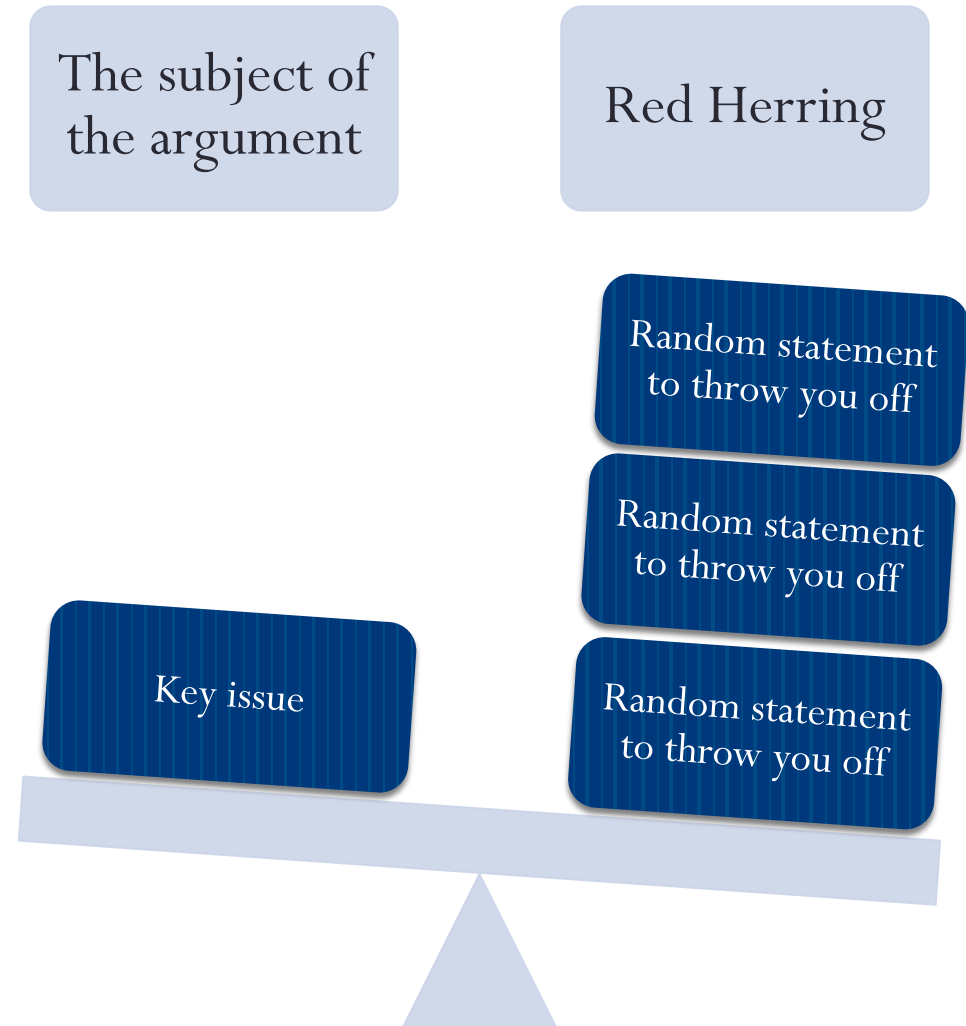 The subject of
the argument
Red Herring
Random statement
to throw you off
Random statement
to throw you off
Key issue
Random statement
to throw you off